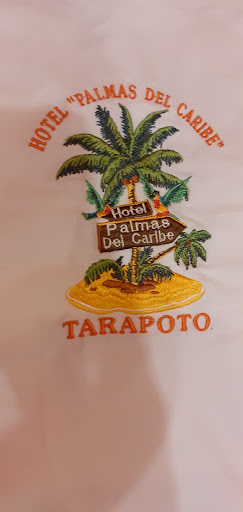 HOTEL "PALMAS DEL CARIBE"
Hotel
Palmas
Del Caribe
TARAPOTO